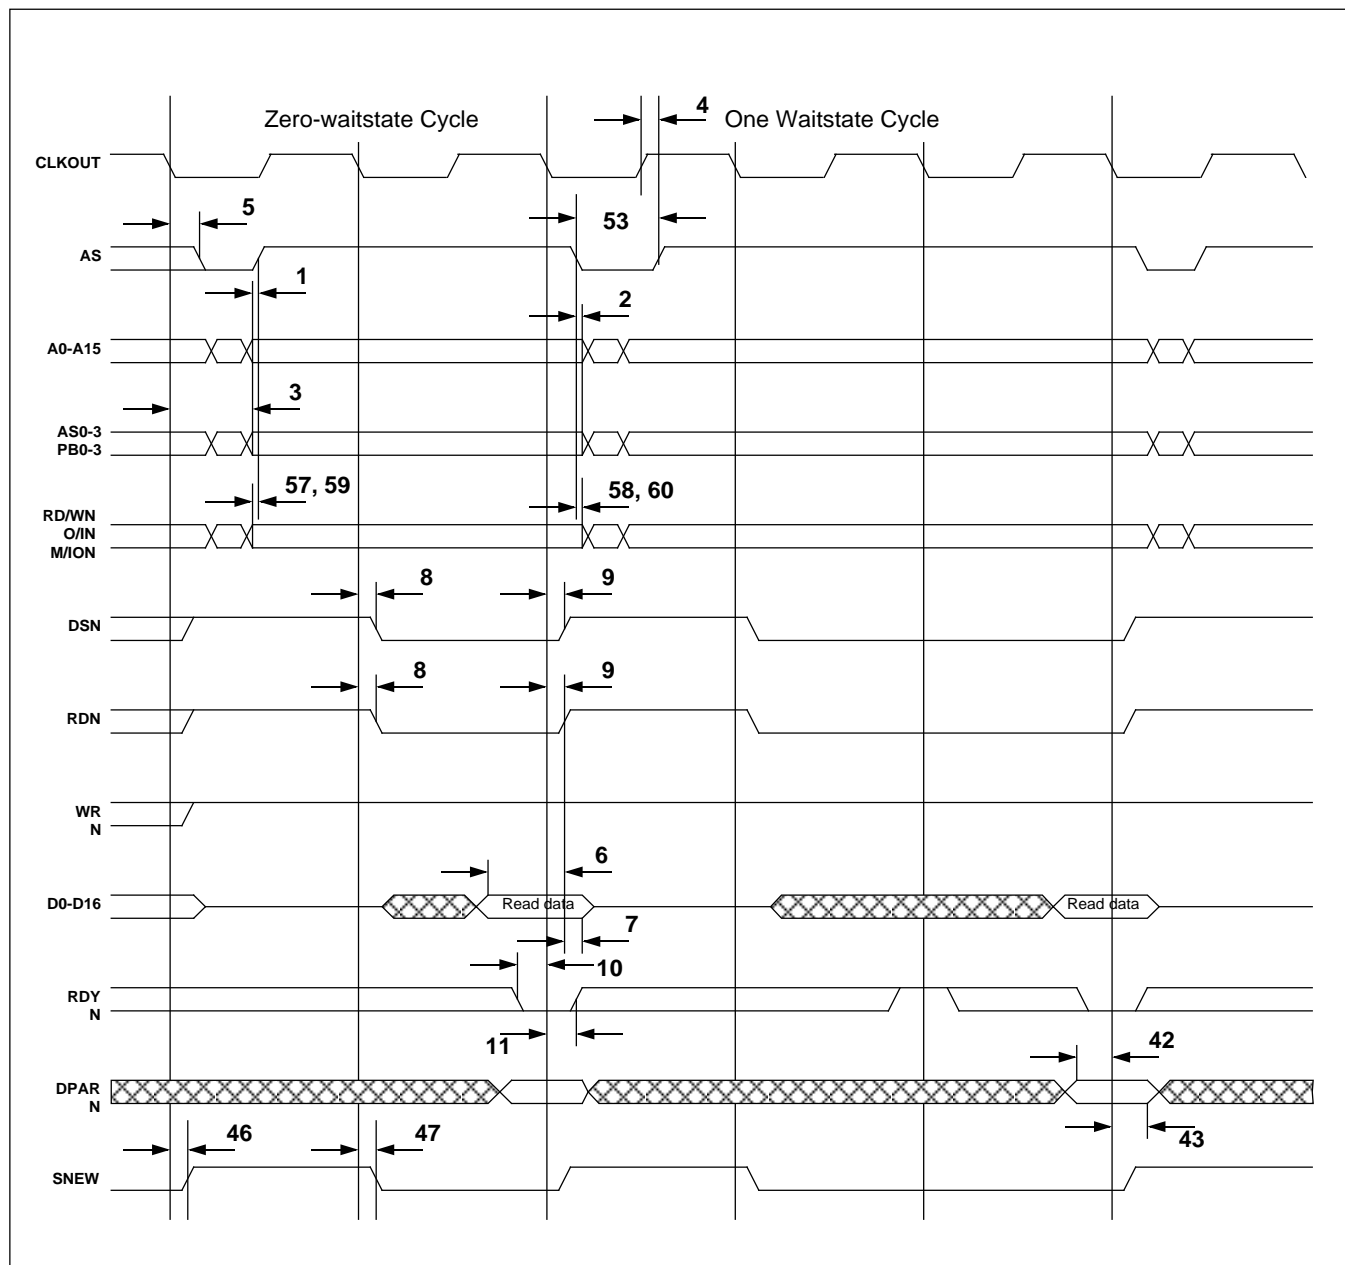 4
Zero-waitstate Cycle One Waitstate Cycle
CLKOUT
5
53
AS
1
2
A0-A15
3
AS0-3
PB0-3
57, 59 58, 60
RD/WN
O/IN
M/ION
8 9
DSN
8 9
RDN
WR
N
6
D0-D16 Read data Read data
7
10
RDY
N
11 42
DPAR
N
46 47 43
SNEW